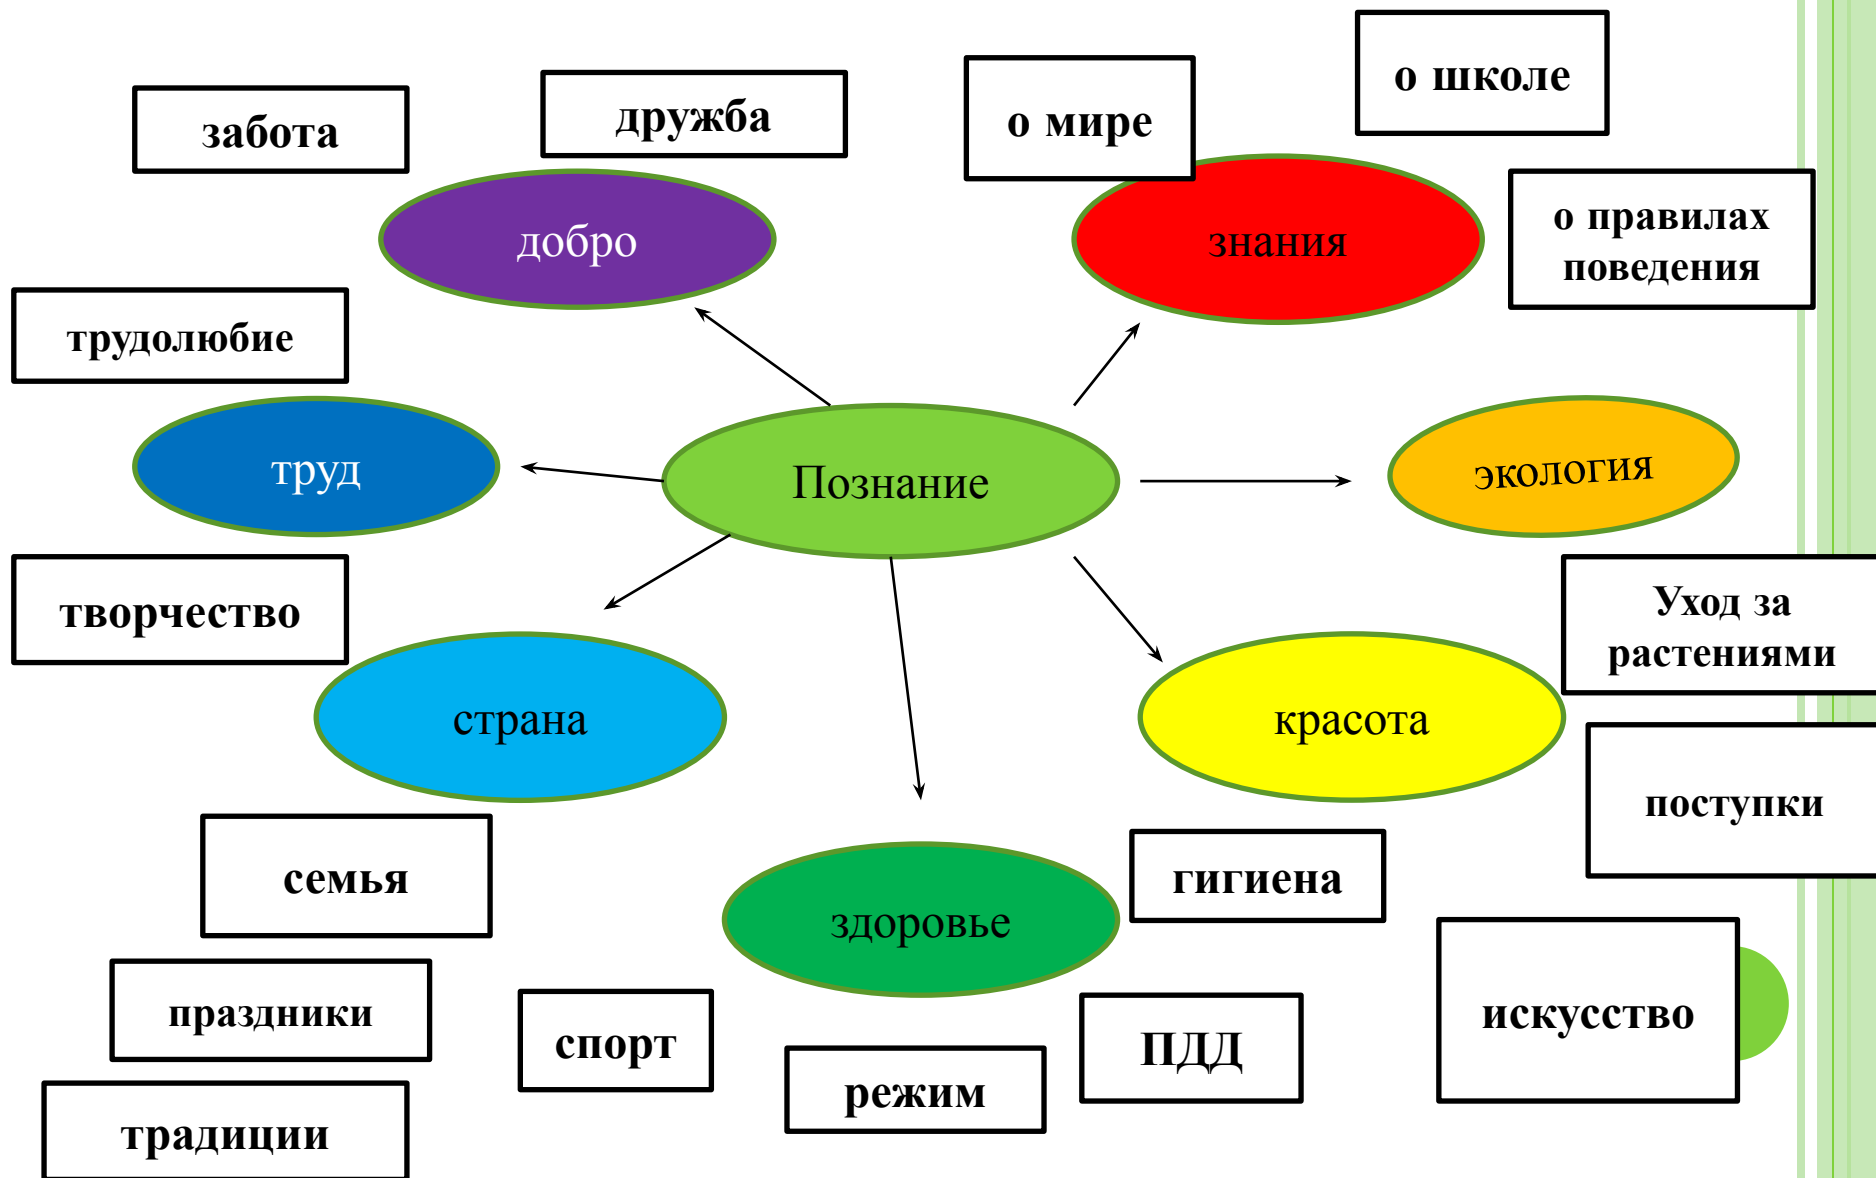 о школе
забота
дружба
о мире
о правилах
поведения
добро
знания
трудолюбие
труд
Познание
экология
творчество
Уход за
растениями
страна
красота
поступки
семья
гигиена
здоровье
праздники
спорт
ПДД
искусство
режим
традиции